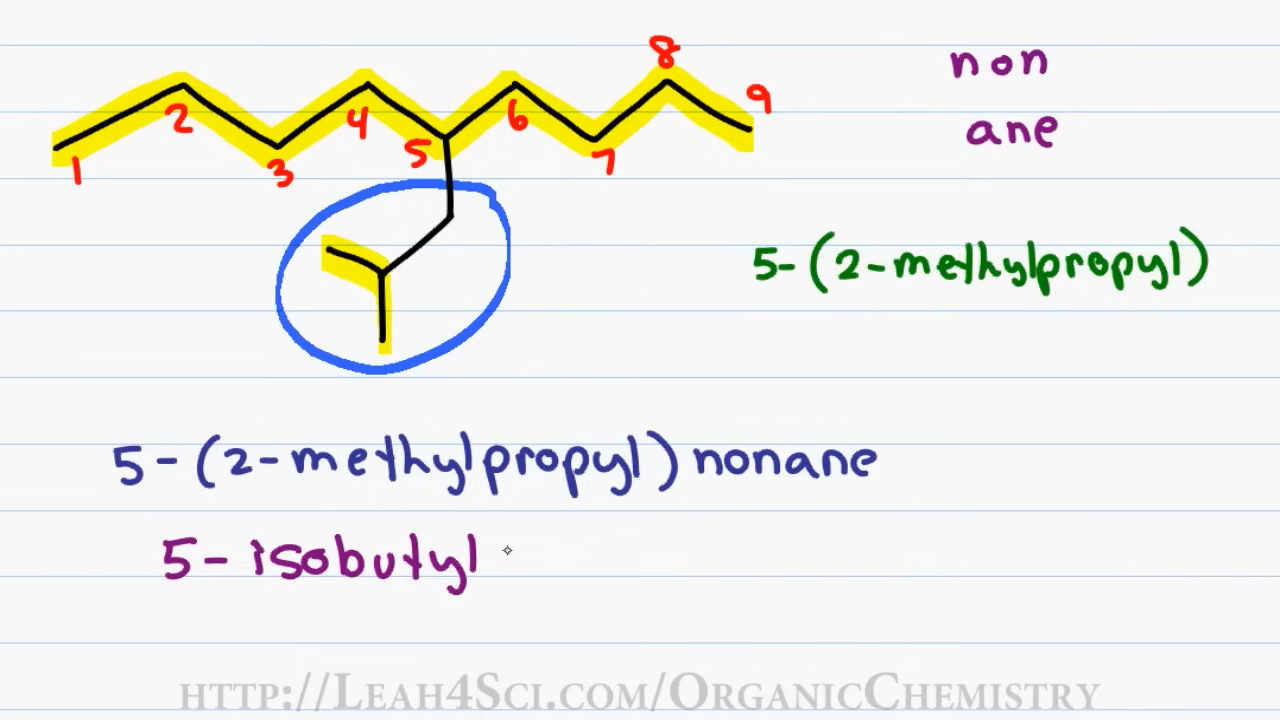 8
non
9
2
4
6
ane
5
1
3
7
5-(2-methylpropyl)
5-(2-methylpropyl)nonane
5-isobutyl
http://Leah4Sci.com/OrganicChemistry